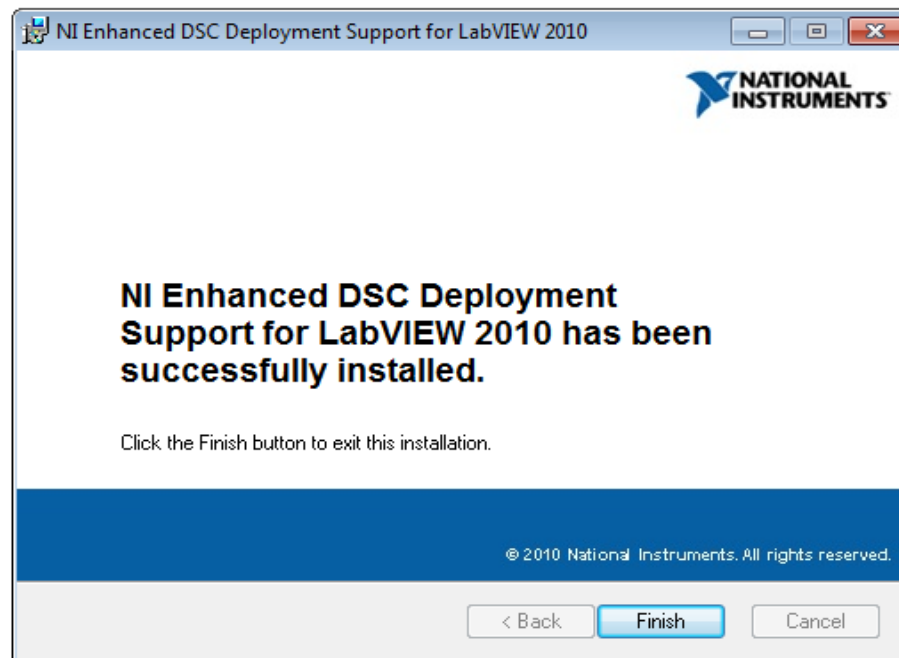 NI Enhanced DSC Deployment Support for LabVIEW 2010
NATIONAL
INSTRUMENTS
NI Enhanced DSC Deployment
Support for LabVIEW 2010 has been
successfully installed.
Click the Finish button to exit this installation.
© 2010 National Instruments. All rights reserved.
< Back Finish Cancel